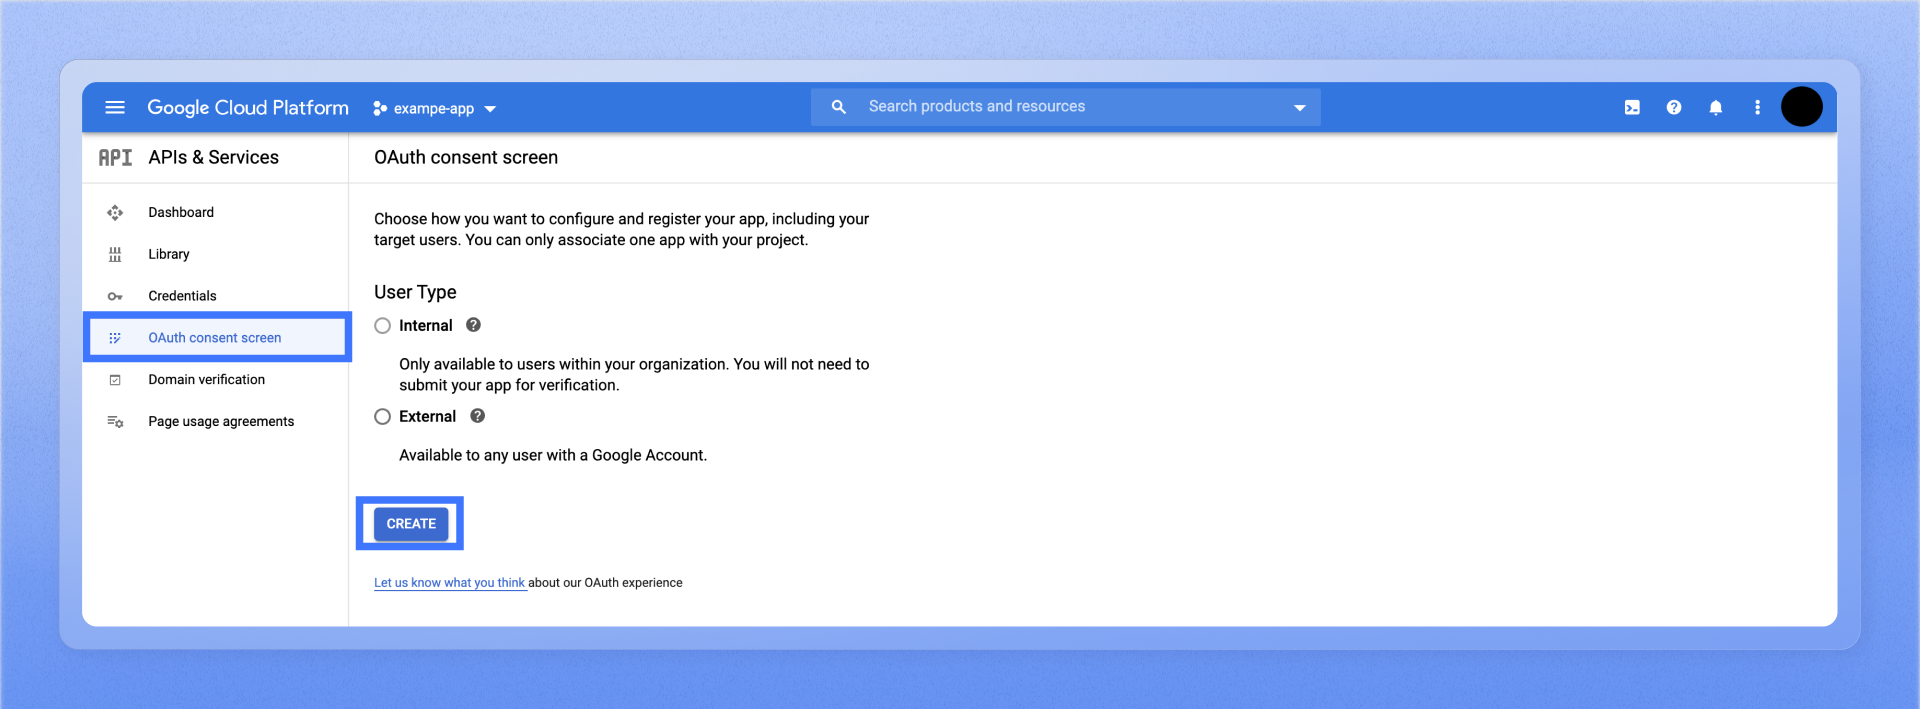 Google Cloud Platform
exampe-app
Search products and resources
API APIs & Services
OAuth consent screen
Dashboard
Library
Credentials
OAuth consent screen
Domain verification
Page usage agreements
Choose how you want to configure and register your app, including your
target users. You can only associate one app with your project.
User Type
Internal
Only available to users within your organization. You will not need to
submit your app for verification.
External
Available to any user with a Google Account.
CREATE
Let us know what you think about our OAuth experience